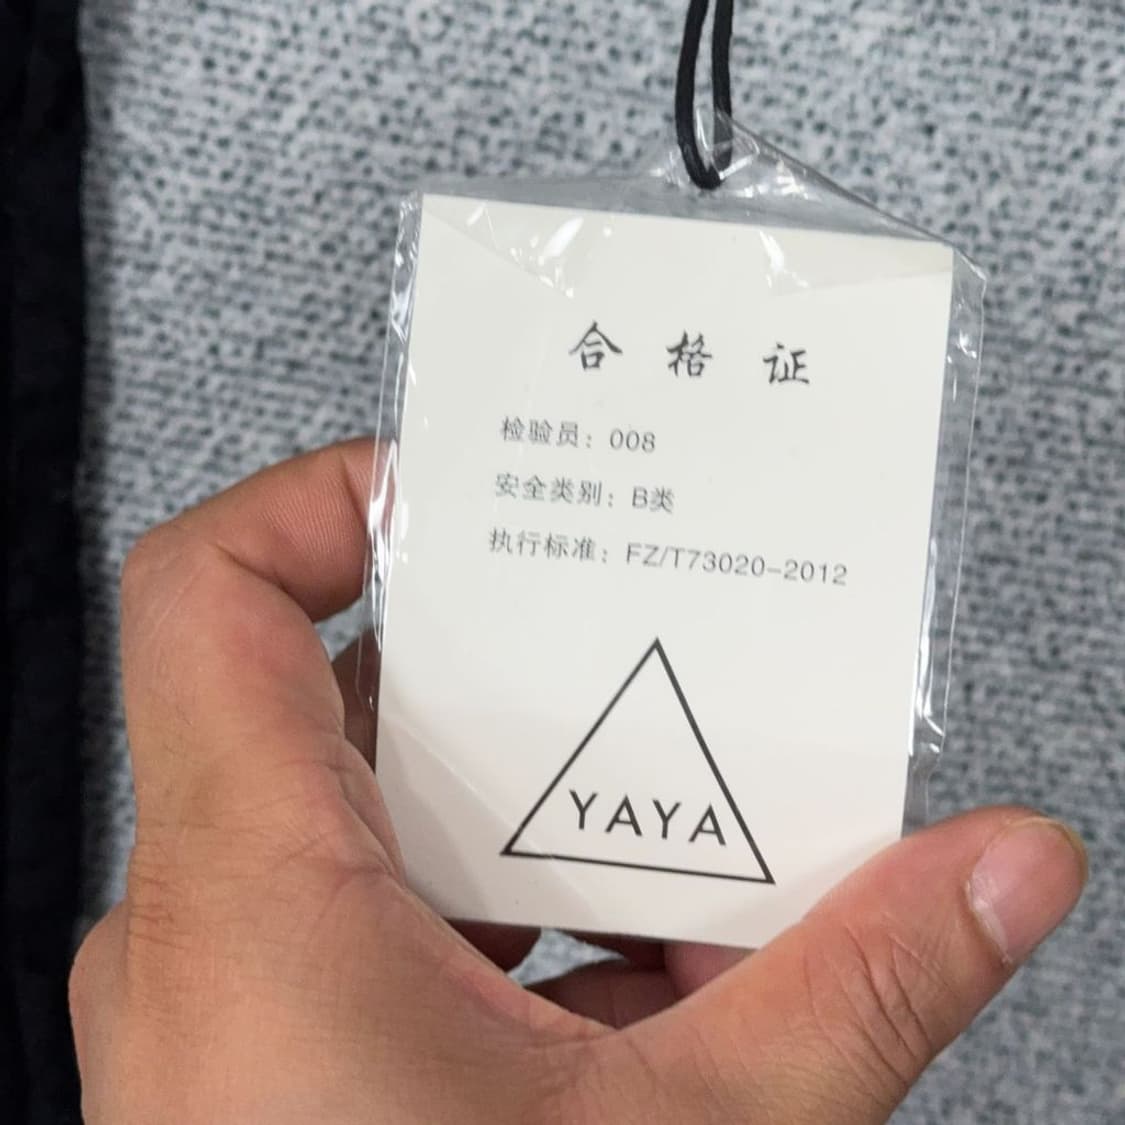 合格证
检验员：008
安全类别：B类
执行标准：FZ/T73020-2012
YAYA